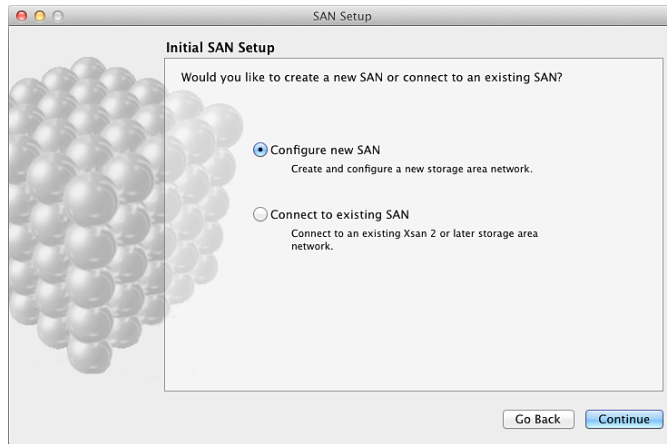 SAN Setup
Initial SAN Setup
Would you like to create a new SAN or connect to an existing SAN?
Configure new SAN
Create and configure a new storage area network.
Connect to existing SAN
Connect to an existing Xsan 2 or later storage area
network.
Go Back
Continue